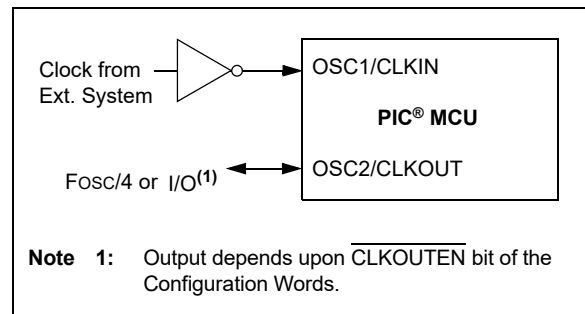 Clock from
Ext. System
OSC1/CLKIN
PIC® MCU
FOSC/4 or I/O(1)
OSC2/CLKOUT
Note 1: Output depends upon CLKOUTEN bit of the
Configuration Words.